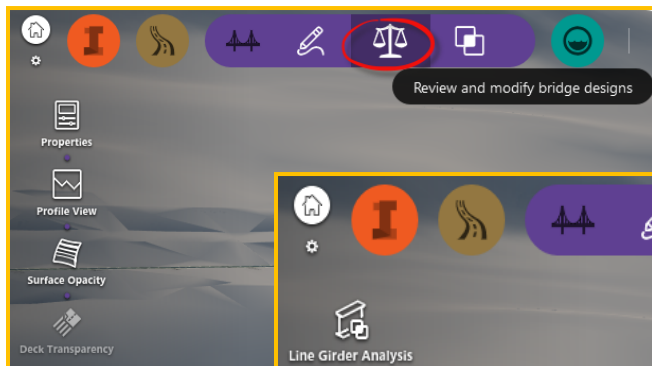 Review and modify bridge designs
Properties
Profile View
Surface Opacity
Deck Transparency
Line Girder Analysis